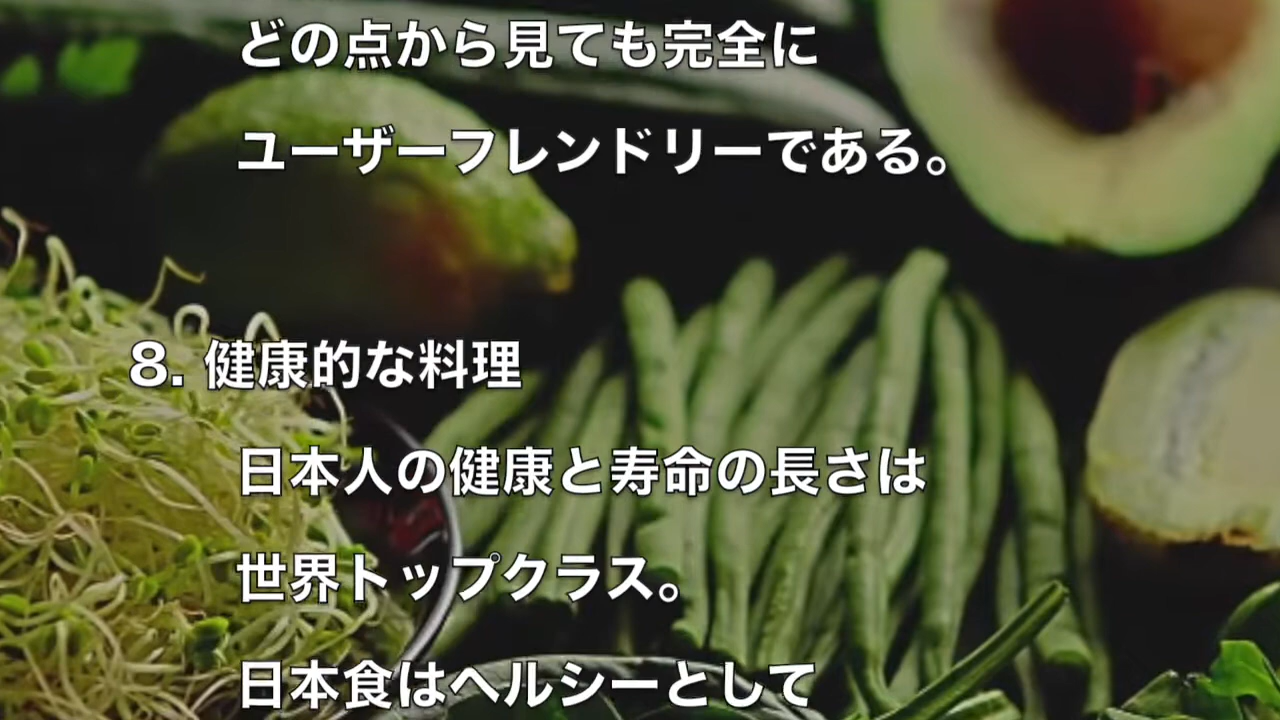 どの点から見ても完全に
ユーザーフレンドリーである。
8. 健康的な料理
日本人の健康と寿命の長さは
世界トップクラス。
日本食はヘルシーとして